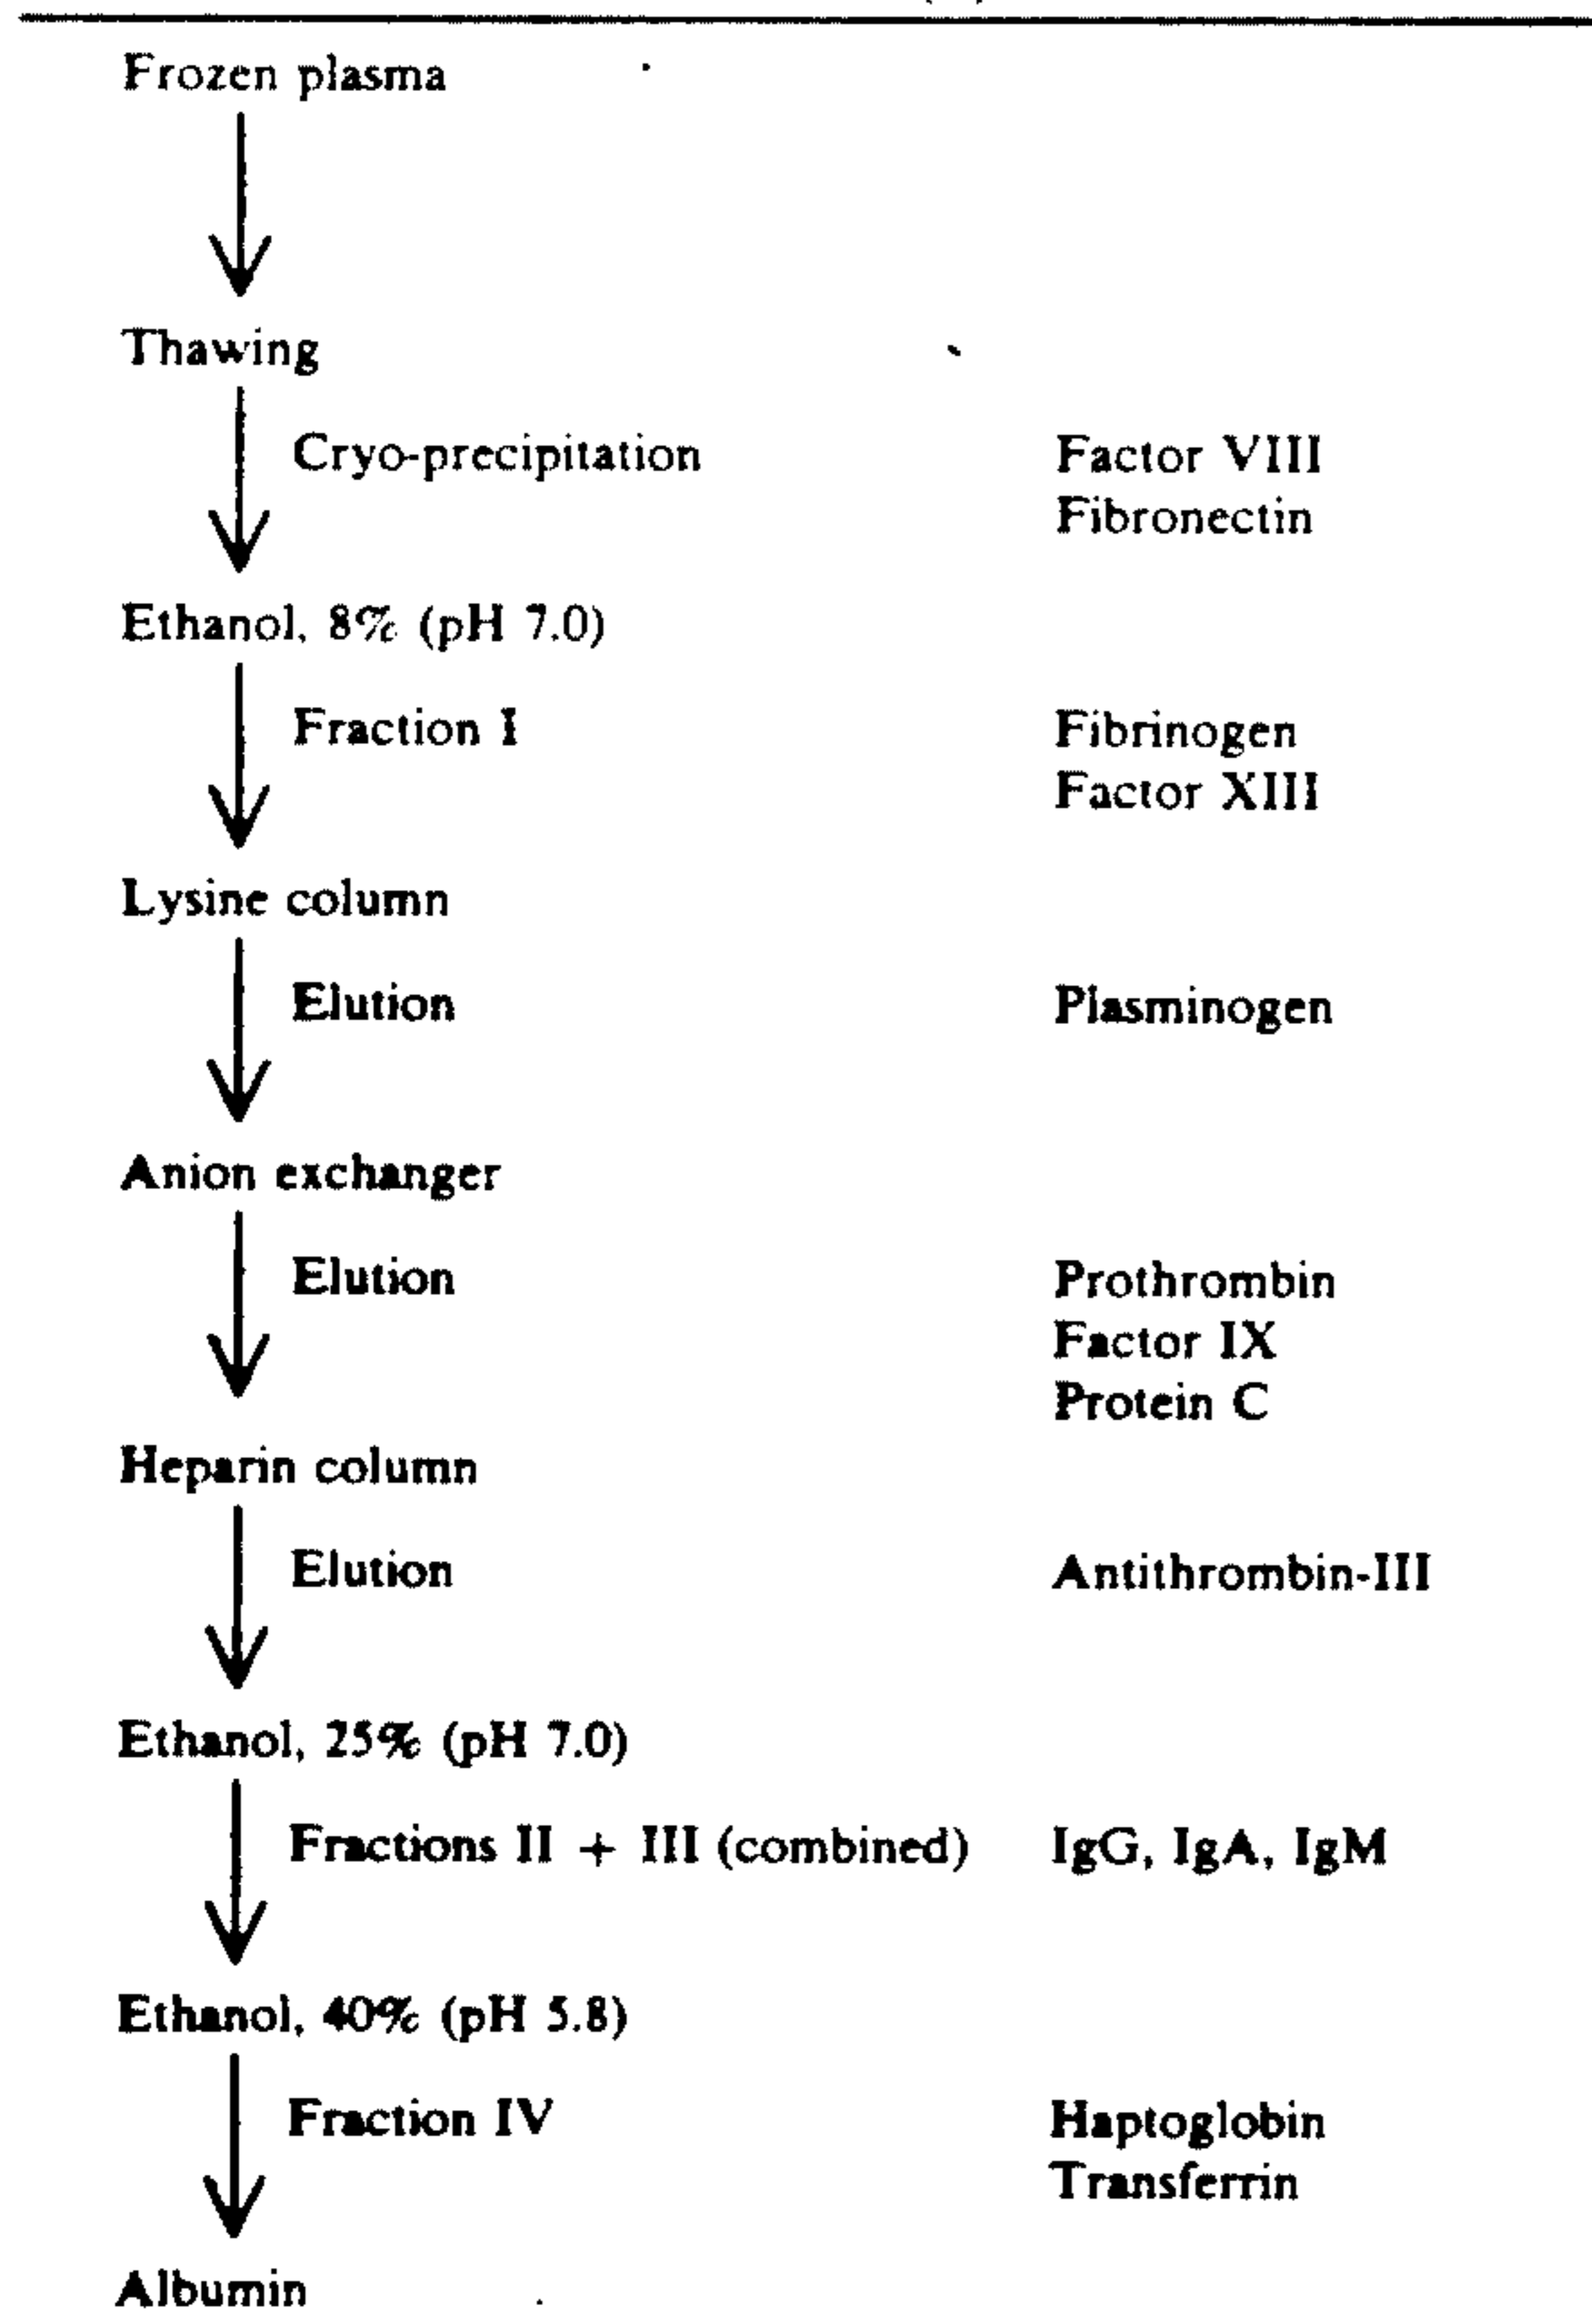 Frozen plasma
Thawing
Cryo-precipitation
Factor VIII
Fibronectin
Ethanol, 8% (pH 7.0)
Fraction I
Fibrinogen
Factor XIII
Lysine column
Elution
Plasminogen
Anion exchanger
Elution
Prothrombin
Factor IX
Protein C
Heparin column
Elution
Antithrombin-III
Ethanol, 25% (pH 7.0)
Fractions II + III (combined)
IgG, IgA, IgM
Ethanol, 40% (pH 5.8)
Fraction IV
Haptoglobin
Transferrin
Albumin